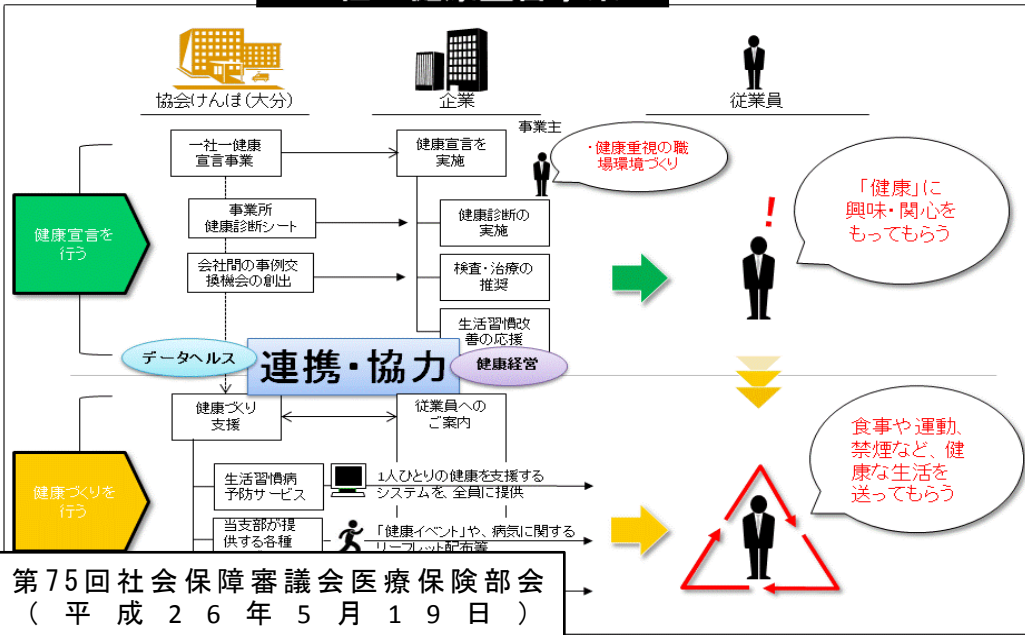 協会けんぽ(大分)
企業
従業員
事業主
一社一健康
宣言事業
健康宣言を
実施
・健康重視の職
場環境づくり
「健康」に
興味・関心を
もってもらう
!
健康宣言を
行う
事業所
健康診断シート
健康診断の
実施
会社間の事例交
換機会の創出
検査・治療の
推奨
生活習慣改
善の応援
データヘルス
連携・協力
健康経営
健康づくり
支援
従業員への
ご案内
食事や運動、
禁煙など、健
康な生活を
送ってもらう
健康づくりを
行う
生活習慣病
予防サービス
1人ひとりの健康を支援する
システムを、全員に提供
当支部が提
供する各種
「健康イベント」や、病気に関する
リーフレット配布等
第75回社会保障審議会医療保険部会
(平成26年5月19日)